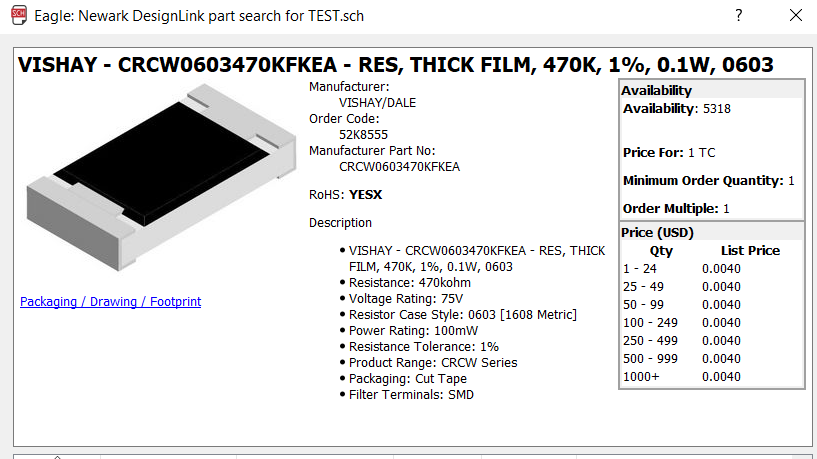 Eagle: Newark DesignLink part search for TEST.sch
?
VISHAY - CRCW0603470KFKEA - RES, THICK FILM, 470K, 1%, 0.1W, 0603
Manufacturer:
VISHAY/DALE
Order Code:
52K8555
Manufacturer Part No:
CRCW0603470KFKEA
RoHS: YESX
Description
• VISHAY - CRCW0603470KFKEA - RES, THICK
FILM, 470K, 1%, 0.1W, 0603
• Resistance: 470kohm
• Voltage Rating: 75V
• Resistor Case Style: 0603 [1608 Metric]
• Power Rating: 100mW
• Resistance Tolerance: 1%
• Product Range: CRCW Series
• Packaging: Cut Tape
• Filter Terminals: SMD
Packaging / Drawing / Footprint
Availability
Availability: 5318
Price For: 1 TC
Minimum Order Quantity: 1
Order Multiple: 1
Price (USD)
Qty List Price
1 - 24 0.0040
25 - 49 0.0040
50 - 99 0.0040
100 - 249 0.0040
250 - 499 0.0040
500 - 999 0.0040
1000+ 0.0040